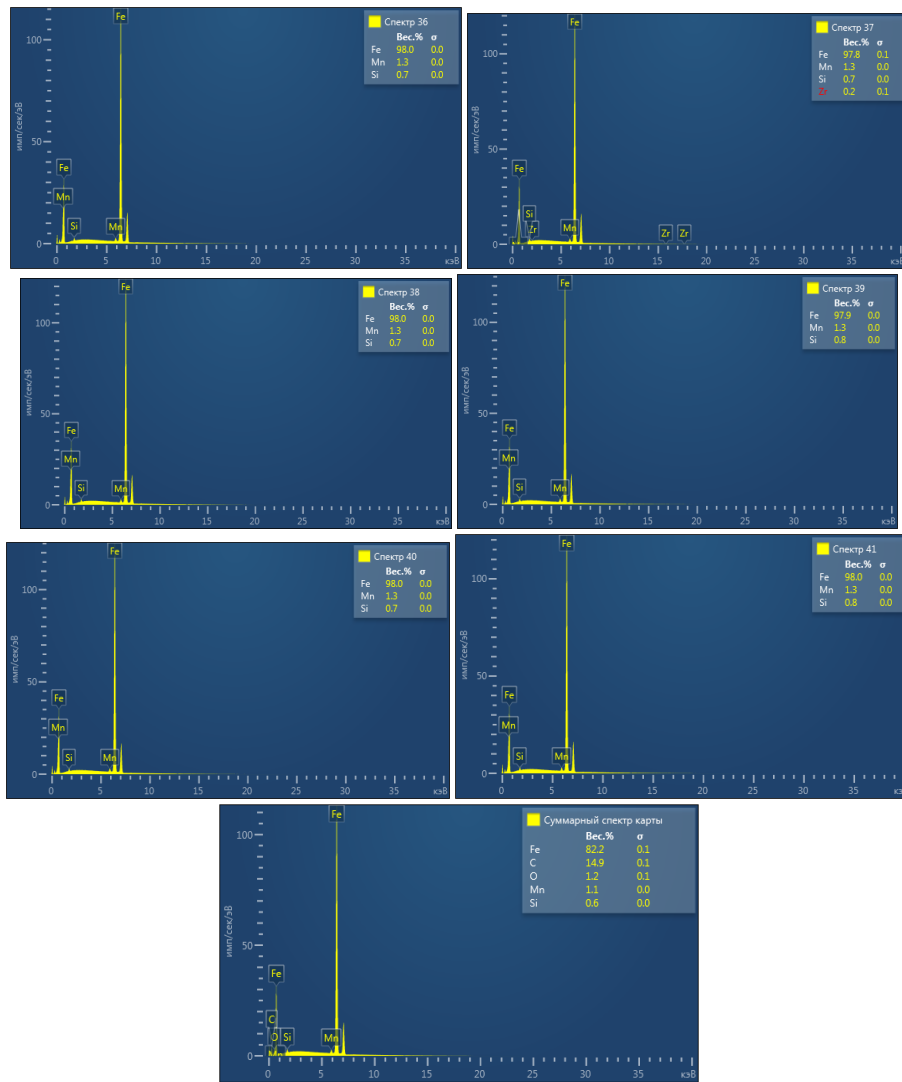 Спектр 36
Вес.% σ
Fe 98.0 0.0
Mn 1.3 0.0
Si 0.7 0.0
Fe
Fe
Mn
Si
Mn
100
50
0
имп/сек/эВ
0 5 10 15 20 25 30 35 кэВ
Спектр 37
Вес.% σ
Fe 97.8 0.1
Mn 1.3 0.0
Si 0.7 0.0
Zr 0.2 0.1
Fe
Fe
Si
Zr
Mn
Zr
Zr
100
50
0
имп/сек/эВ
0 5 10 15 20 25 30 35 кэВ
Спектр 38
Вес.% σ
Fe 98.0 0.0
Mn 1.3 0.0
Si 0.7 0.0
Fe
Fe
Mn
Si
Mn
100
50
0
имп/сек/эВ
0 5 10 15 20 25 30 35 кэВ
Спектр 39
Вес.% σ
Fe 97.9 0.0
Mn 1.3 0.0
Si 0.8 0.0
Fe
Fe
Mn
Si
Mn
100
50
0
имп/сек/эВ
0 5 10 15 20 25 30 35 кэВ
Спектр 40
Вес.% σ
Fe 98.0 0.0
Mn 1.3 0.0
Si 0.7 0.0
Fe
Fe
Mn
Si
Mn
100
50
0
имп/сек/эВ
0 5 10 15 20 25 30 35 кэВ
Спектр 41
Вес.% σ
Fe 98.0 0.0
Mn 1.3 0.0
Si 0.8 0.0
Fe
Fe
Mn
Si
Mn
100
50
0
имп/сек/эВ
0 5 10 15 20 25 30 35 кэ
Суммарный спектр карты
Вес.% σ
Fe 82.2 0.1
C 14.9 0.1
O 1.2 0.1
Mn 1.1 0.0
Si 0.6 0.0
Fe
Fe
C
O
Si
Mn
100
50
0
имп/сек/эВ
0 5 10 15 20 25 30 35 кэВ